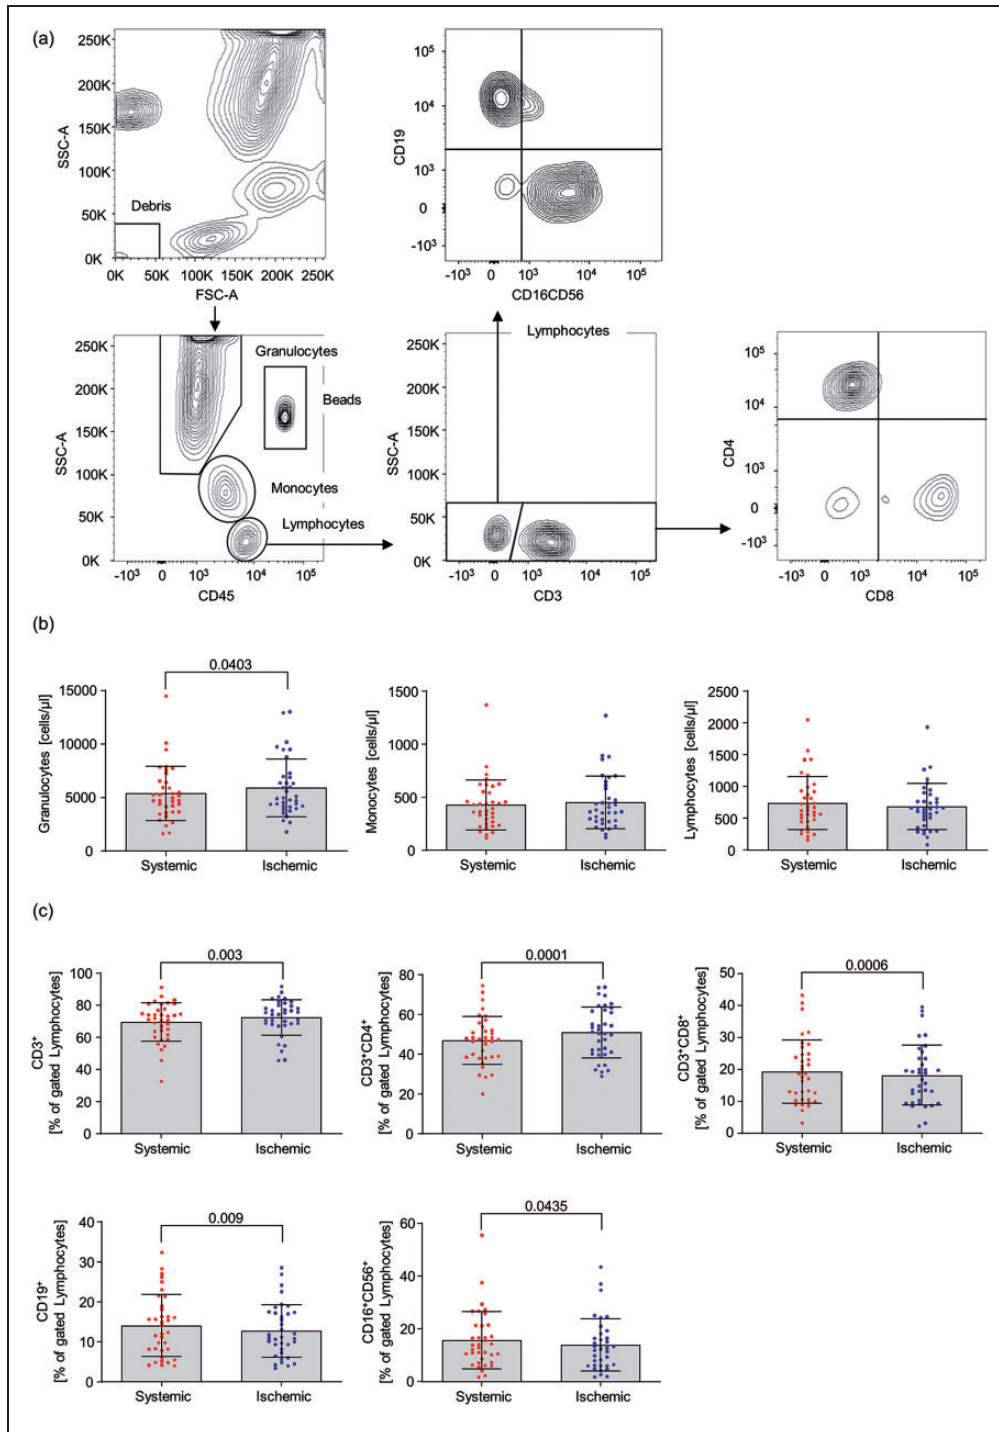 (a)
250K
200K
150K
100K
50K
0K
SSC-A
Debris
0K 50K 100K 150K 200K 250K
FSC-A
10⁵
10⁴
10³
0
-10³
CD19
-10³ 0 10³ 10⁴ 10⁵
CD16CD56
250K
200K
150K
100K
50K
0K
SSC-A
Granulocytes
Beads
Monocytes
Lymphocytes
-10³ 0 10³ 10⁴ 10⁵
CD45
Lymphocytes
250K
200K
150K
100K
50K
0K
SSC-A
-10³ 0 10³ 10⁴ 10⁵
CD3
10⁵
10⁴
10³
0
-10³
CD4
-10³ 0 10³ 10⁴ 10⁵
CD8
(b)
0.0403
Granulocytes [cells/µl]
15000
10000
5000
0
Systemic Ischemic
Monocytes [cells/µl]
1500
1000
500
0
Systemic Ischemic
Lymphocytes [cells/µl]
2500
2000
1500
1000
500
0
Systemic Ischemic
(c)
0.003
CD3⁺
[% of gated Lymphocytes]
100
80
60
40
20
0
Systemic Ischemic
0.0001
CD3⁺CD4⁺
[% of gated Lymphocytes]
80
60
40
20
0
Systemic Ischemic
0.0006
CD3⁺CD8⁺
[% of gated Lymphocytes]
50
40
30
20
10
0
Systemic Ischemic
0.009
CD19⁺
[% of gated Lymphocytes]
40
30
20
10
0
Systemic Ischemic
0.0435
CD16⁺CD56⁺
[% of gated Lymphocytes]
60
40
20
0
Systemic Ischemic